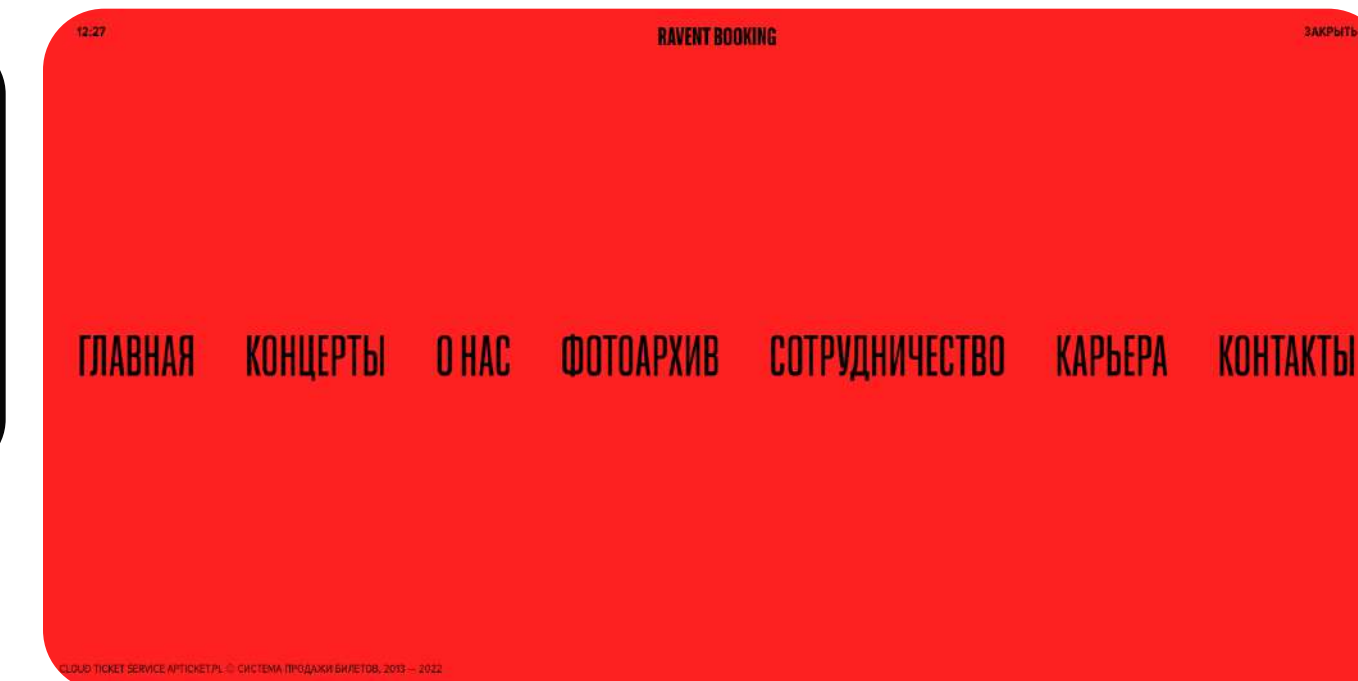 12:27 RAVENT BOOKING ЗАКРЫТЬ
ГЛАВНАЯ КОНЦЕРТЫ О НАС ФОТОАРХИВ СОТРУДНИЧЕСТВО КАРЬЕРА КОНТАКТЫ
CLOUD TICKET SERVICE APTICKET.PL © СИСТЕМА ПРОДАЖИ БИЛЕТОВ, 2013 — 2022